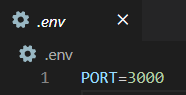 .env ×
.env
1 PORT=3000